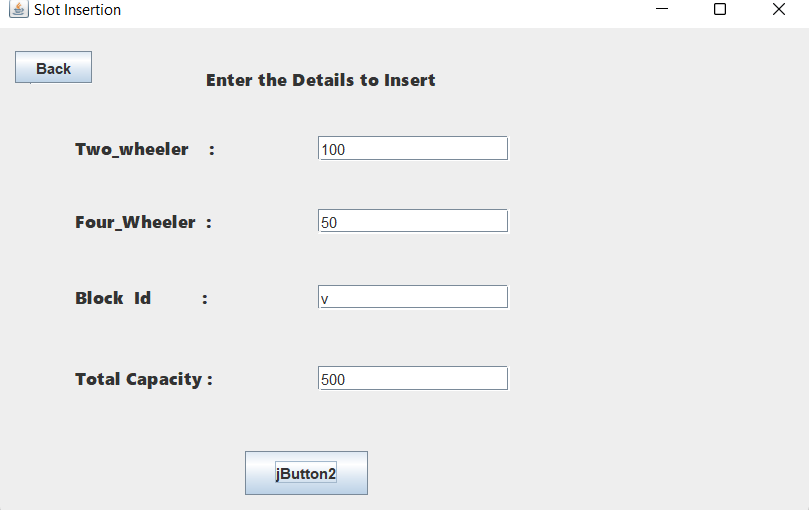 Slot Insertion
Back
Enter the Details to Insert
Two_wheeler :
100
Four_Wheeler :
50
Block Id :
v
Total Capacity :
500
jButton2